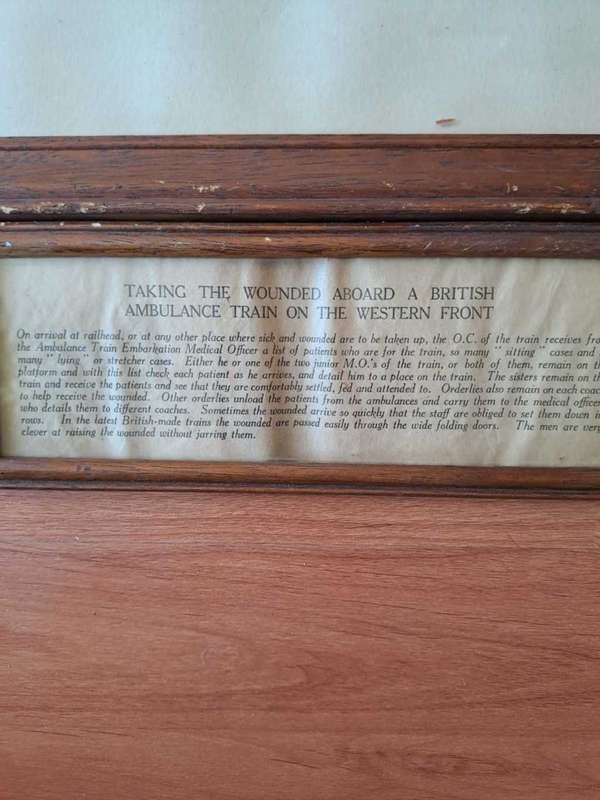 TAKING THE WOUNDED ABOARD A BRITISH
AMBULANCE TRAIN ON THE WESTERN FRONT
On arrival at railhead, or at any other place where sick and wounded are to be taken up, the O.C. of the train receives fro
the Ambulance Train Embarkation Medical Officer a list of patients who are for the train, so many "sitting" cases and
many "lying" or stretcher cases. Either he or one of the two junior M.O.'s of the train, or both of them, remain on th
platform and with this list check each patient as he arrives, and detail him to a place on the train. The sisters remain on th
train and receive the patients and see that they are comfortably settled, fed and attended to. Orderlies also remain on each coac
to help receive the wounded. Other orderlies unload the patients from the ambulances and carry them to the medical office
who details them to different coaches. Sometimes the wounded arrive so quickly that the staff are obliged to set them down i
rows. In the latest British-made trains the wounded are passed easily through the wide folding doors. The men are very
clever at raising the wounded without jarring them.